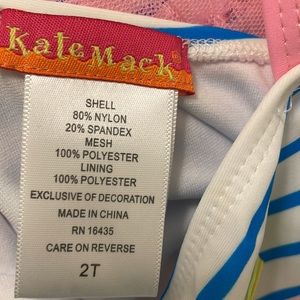 Kate Mack®
SHELL
80% NYLON
20% SPANDEX
MESH
100% POLYESTER
LINING
100% POLYESTER
EXCLUSIVE OF DECORATION
MADE IN CHINA
RN 16435
CARE ON REVERSE
2T